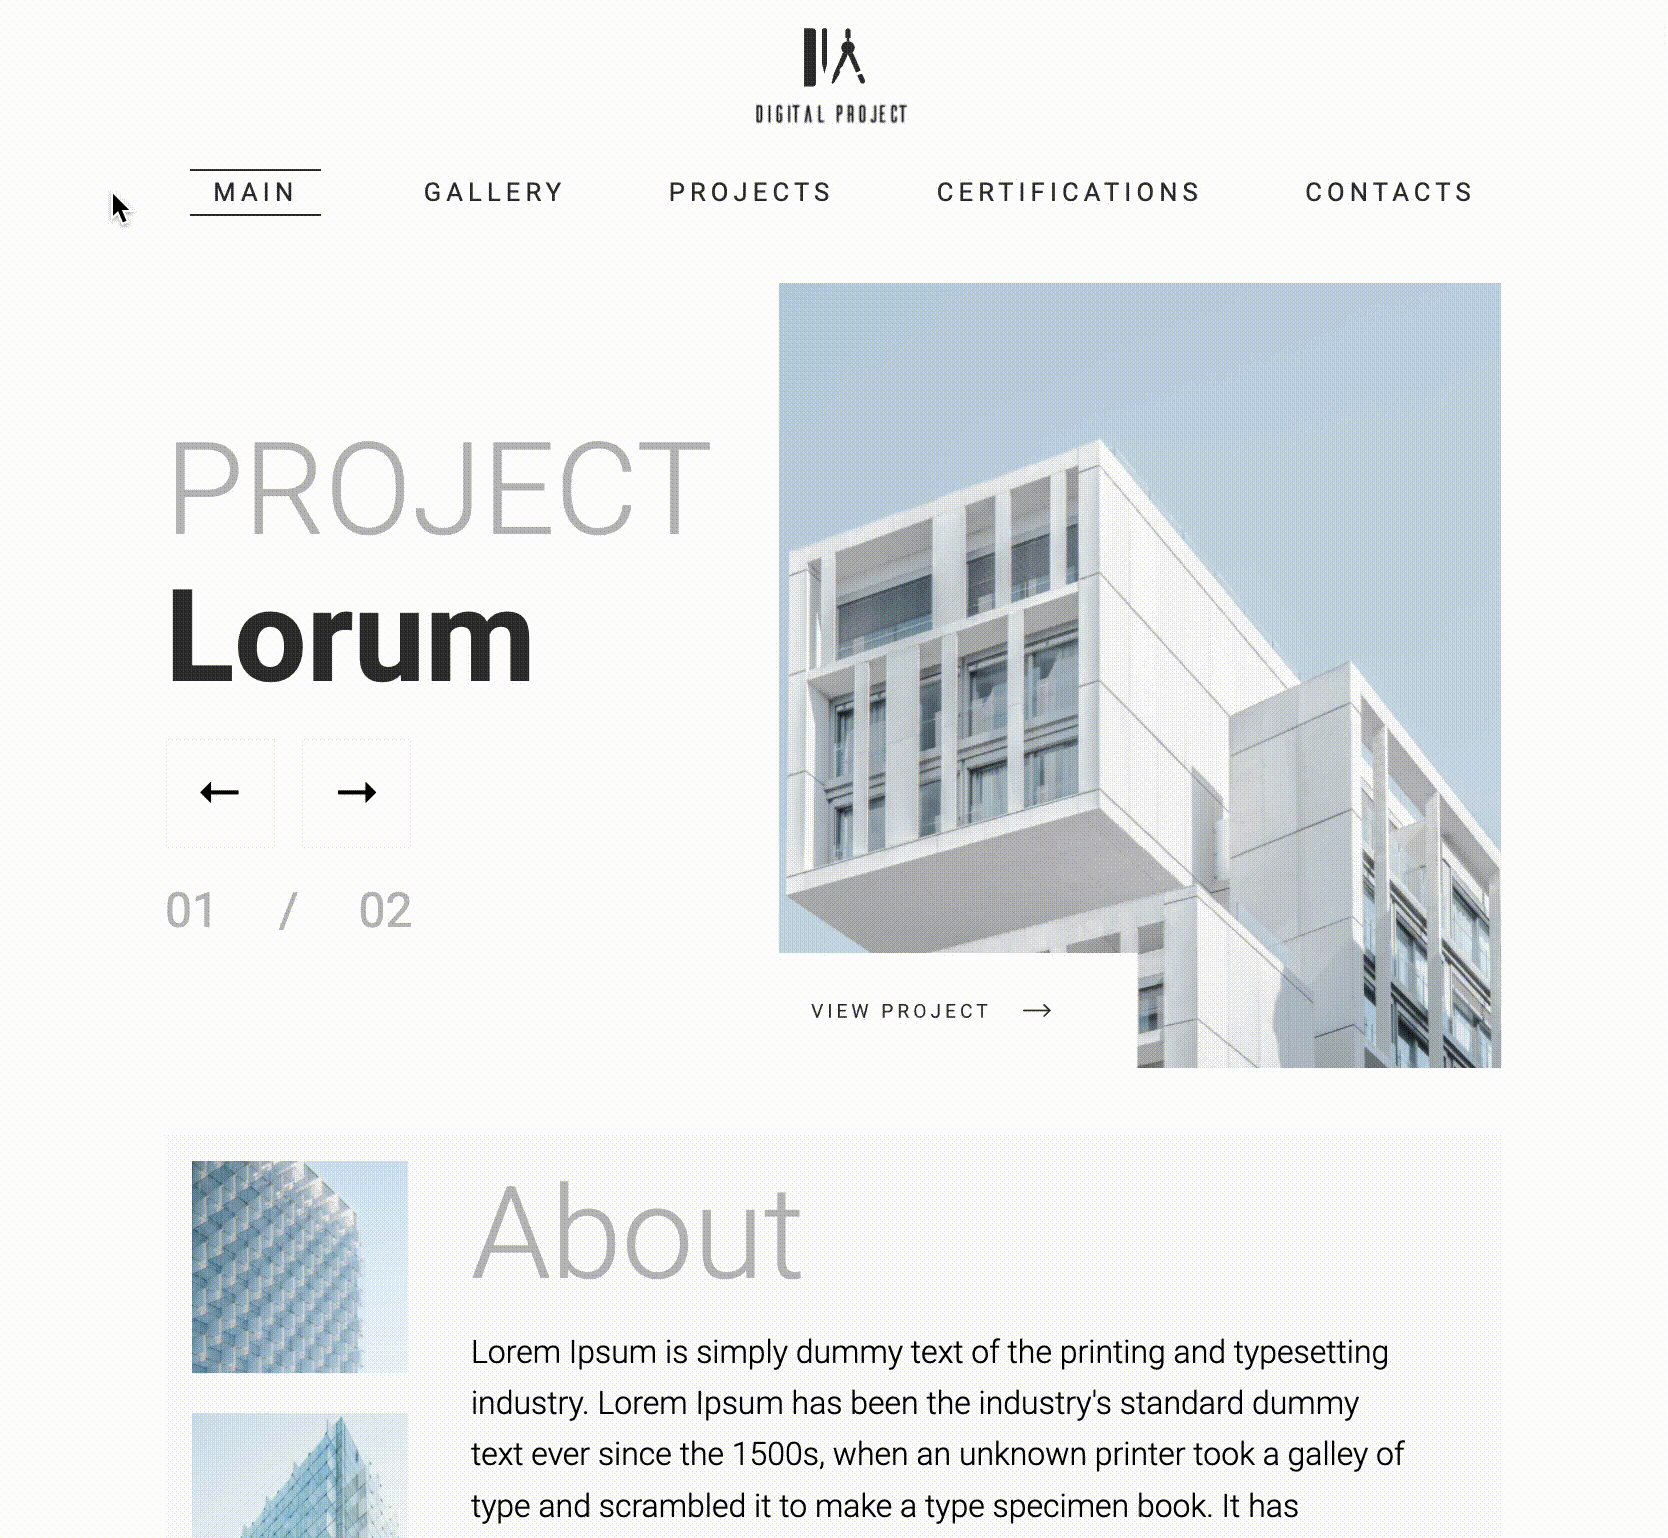 DIGITAL PROJECT
MAIN GALLERY PROJECTS CERTIFICATIONS CONTACTS
PROJECT
Lorum
01 / 02
VIEW PROJECT
About
Lorem Ipsum is simply dummy text of the printing and typesetting
industry. Lorem Ipsum has been the industry's standard dummy
text ever since the 1500s, when an unknown printer took a galley of
type and scrambled it to make a type specimen book. It has